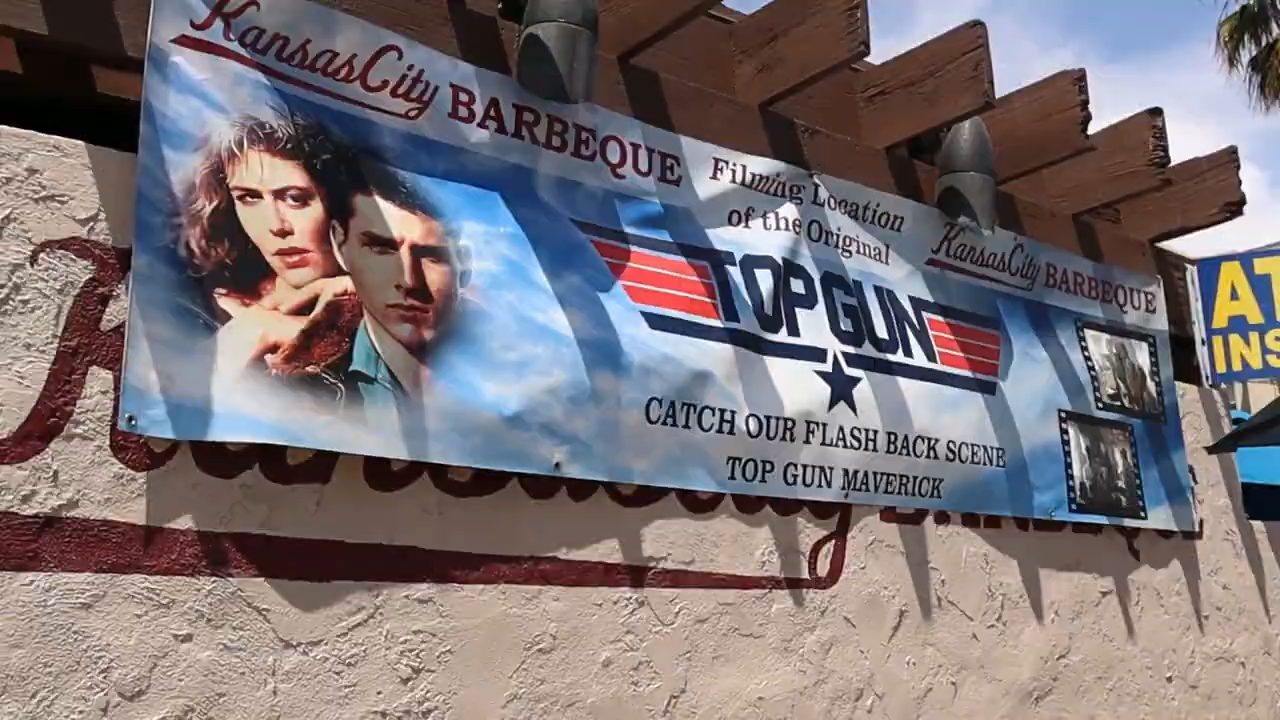 KansasCity BARBEQUE
Filming Location
of the Original
TOP GUN
CATCH OUR FLASH BACK SCENE
TOP GUN MAVERICK
KansasCity BARBEQUE
AT
INS